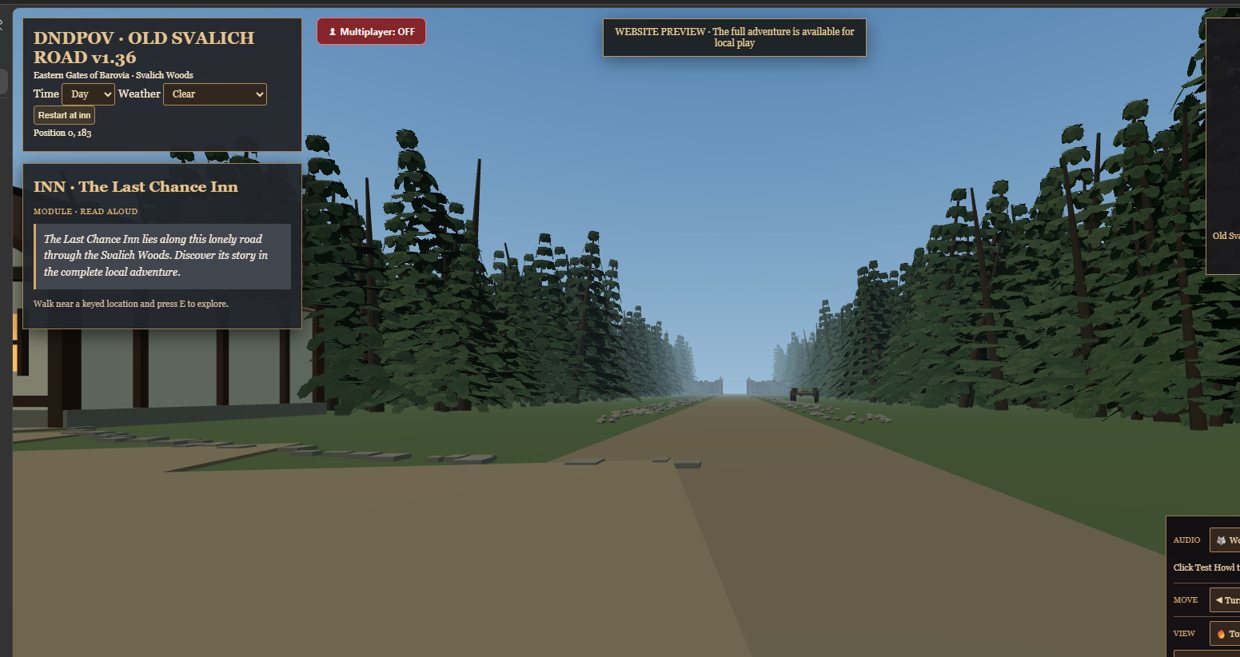 DNDPOV · OLD SVALICH
ROAD v1.36
Eastern Gates of Barovia · Svalich Woods
Time Day Weather Clear
Restart at inn
Position 0, 183
Multiplayer: OFF
WEBSITE PREVIEW · The full adventure is available for
local play
INN · The Last Chance Inn
MODULE · READ ALOUD
The Last Chance Inn lies along this lonely road
through the Svalich Woods. Discover its story in
the complete local adventure.
Walk near a keyed location and press E to explore.
Old Sva
AUDIO Wo
Click Test Howl t
MOVE Tur
VIEW To